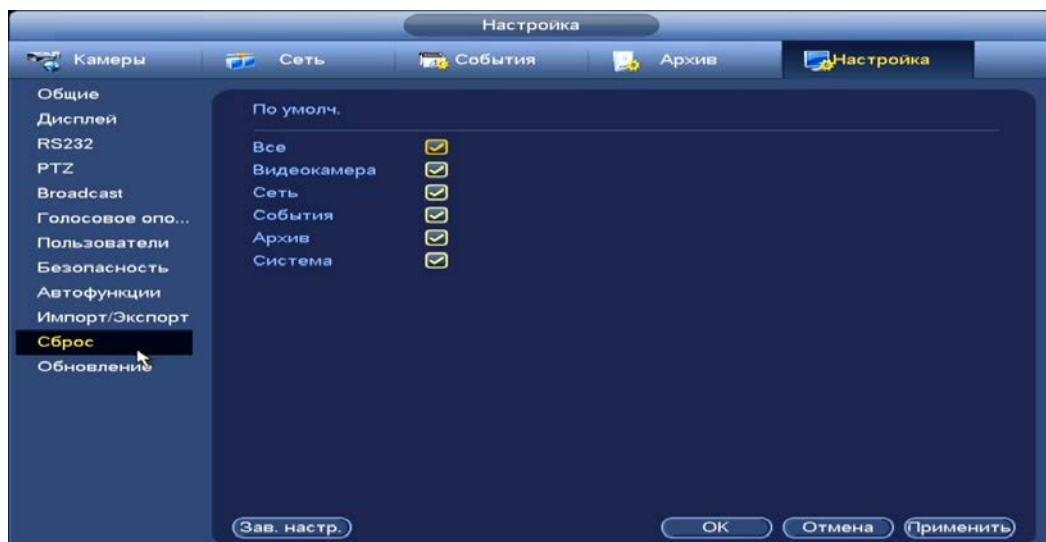 Настройка
Камеры
Сеть
События
Архив
Настройка
Общие
Дисплей
RS232
PTZ
Broadcast
Голосовое опо...
Пользователи
Безопасность
Автофункции
Импорт/Экспорт
Сброс
Обновление
По умолч.
Все
Видеокамера
Сеть
События
Архив
Система
Зав. настр.
OK
Отмена
Применить